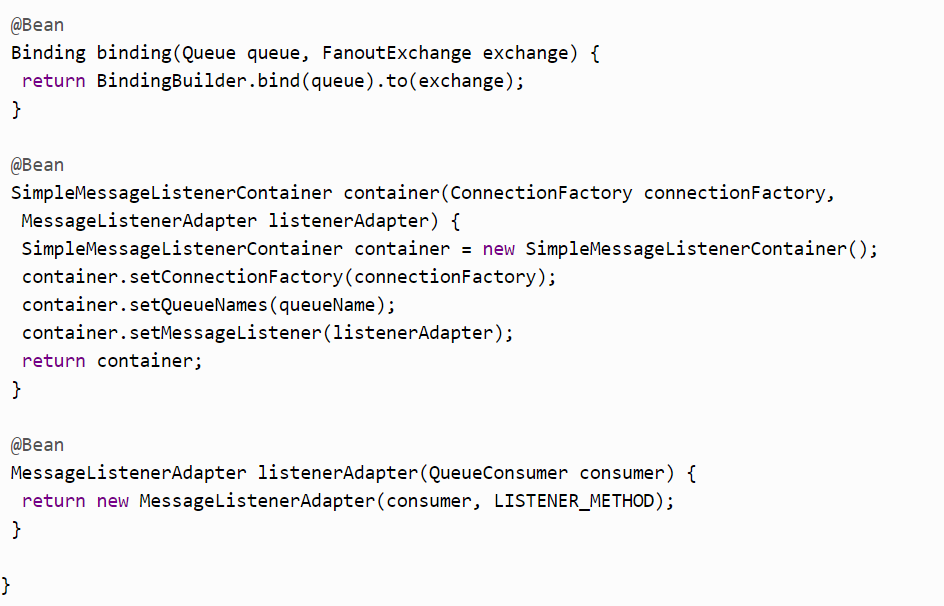 @Bean
Binding binding(Queue queue, FanoutExchange exchange) {
return BindingBuilder.bind(queue).to(exchange);
}
@Bean
SimpleMessageListenerContainer container(ConnectionFactory connectionFactory,
MessageListenerAdapter listenerAdapter) {
SimpleMessageListenerContainer container = new SimpleMessageListenerContainer();
container.setConnectionFactory(connectionFactory);
container.setQueueNames(queueName);
container.setMessageListener(listenerAdapter);
return container;
}
@Bean
MessageListenerAdapter listenerAdapter(QueueConsumer consumer) {
return new MessageListenerAdapter(consumer, LISTENER_METHOD);
}
}